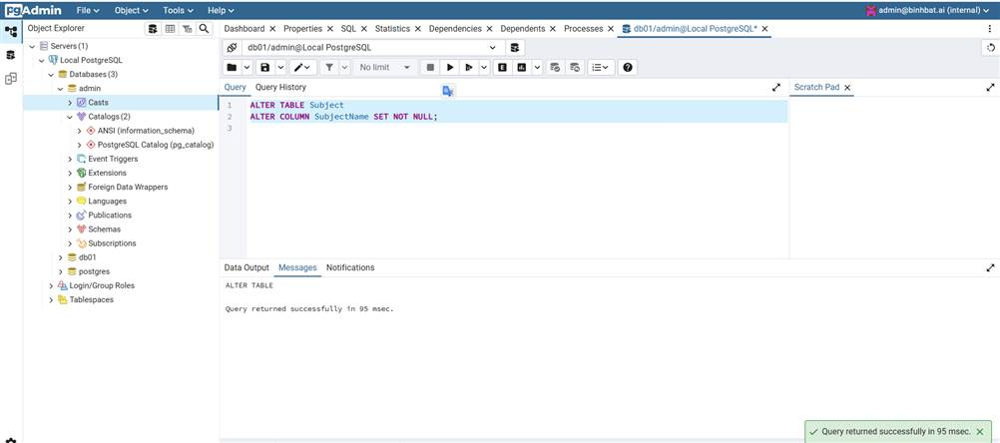 pgAdmin File Object Tools Help admin@binhbat.ai (internal)
Object Explorer
Dashboard Properties SQL Statistics Dependencies Dependents Processes db01/admin@Local PostgreSQL*
Servers (1)
Local PostgreSQL
Databases (3)
admin
Casts
Catalogs (2)
ANSI (information_schema)
PostgreSQL Catalog (pg_catalog)
Event Triggers
Extensions
Foreign Data Wrappers
Languages
Publications
Schemas
Subscriptions
db01
postgres
Login/Group Roles
Tablespaces
db01/admin@Local PostgreSQL
No limit
Query Query History
Scratch Pad
1 ALTER TABLE Subject
2 ALTER COLUMN SubjectName SET NOT NULL;
3
Data Output Messages Notifications
ALTER TABLE
Query returned successfully in 95 msec.
Query returned successfully in 95 msec.